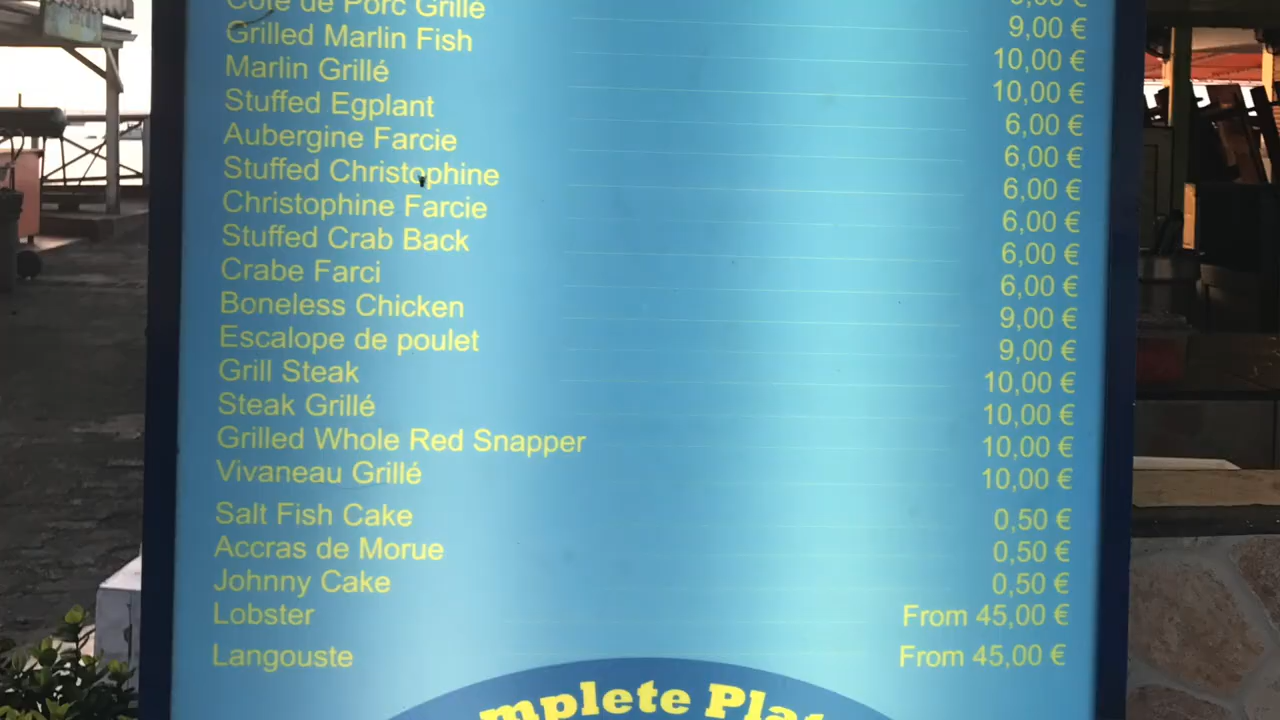 Côte de Porc Grillé 9,00 €
Grilled Marlin Fish 10,00 €
Marlin Grillé 10,00 €
Stuffed Egplant 6,00 €
Aubergine Farcie 6,00 €
Stuffed Christophine 6,00 €
Christophine Farcie 6,00 €
Stuffed Crab Back 6,00 €
Crabe Farci 6,00 €
Boneless Chicken 9,00 €
Escalope de poulet 9,00 €
Grill Steak 10,00 €
Steak Grillé 10,00 €
Grilled Whole Red Snapper 10,00 €
Vivaneau Grillé 10,00 €
Salt Fish Cake 0,50 €
Accras de Morue 0,50 €
Johnny Cake 0,50 €
Lobster From 45,00 €
Langouste From 45,00 €
mplete Plat